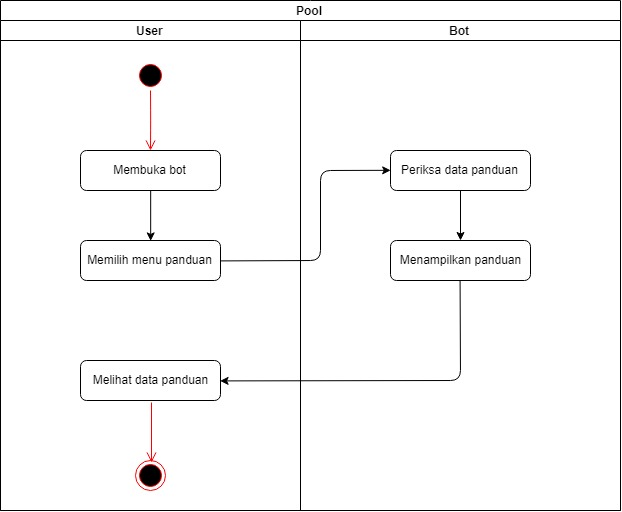 Pool
User
Bot
Membuka bot
Periksa data panduan
Memilih menu panduan
Menampilkan panduan
Melihat data panduan